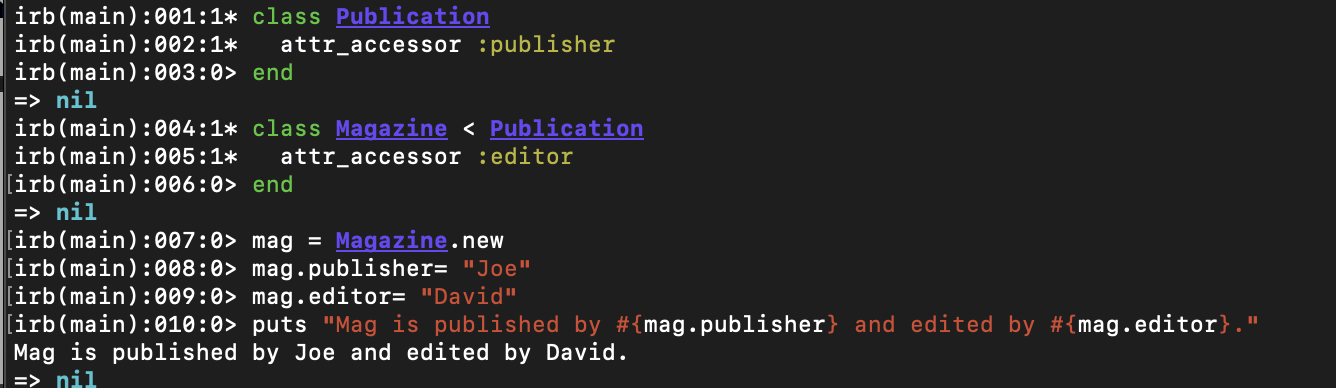 irb(main):001:1* class Publication
irb(main):002:1*   attr_accessor :publisher
irb(main):003:0> end
=> nil
irb(main):004:1* class Magazine < Publication
irb(main):005:1*   attr_accessor :editor
[irb(main):006:0> end
=> nil
[irb(main):007:0> mag = Magazine.new
[irb(main):008:0> mag.publisher= "Joe"
[irb(main):009:0> mag.editor= "David"
[irb(main):010:0> puts "Mag is published by #{mag.publisher} and edited by #{mag.editor}."
Mag is published by Joe and edited by David.
=> nil